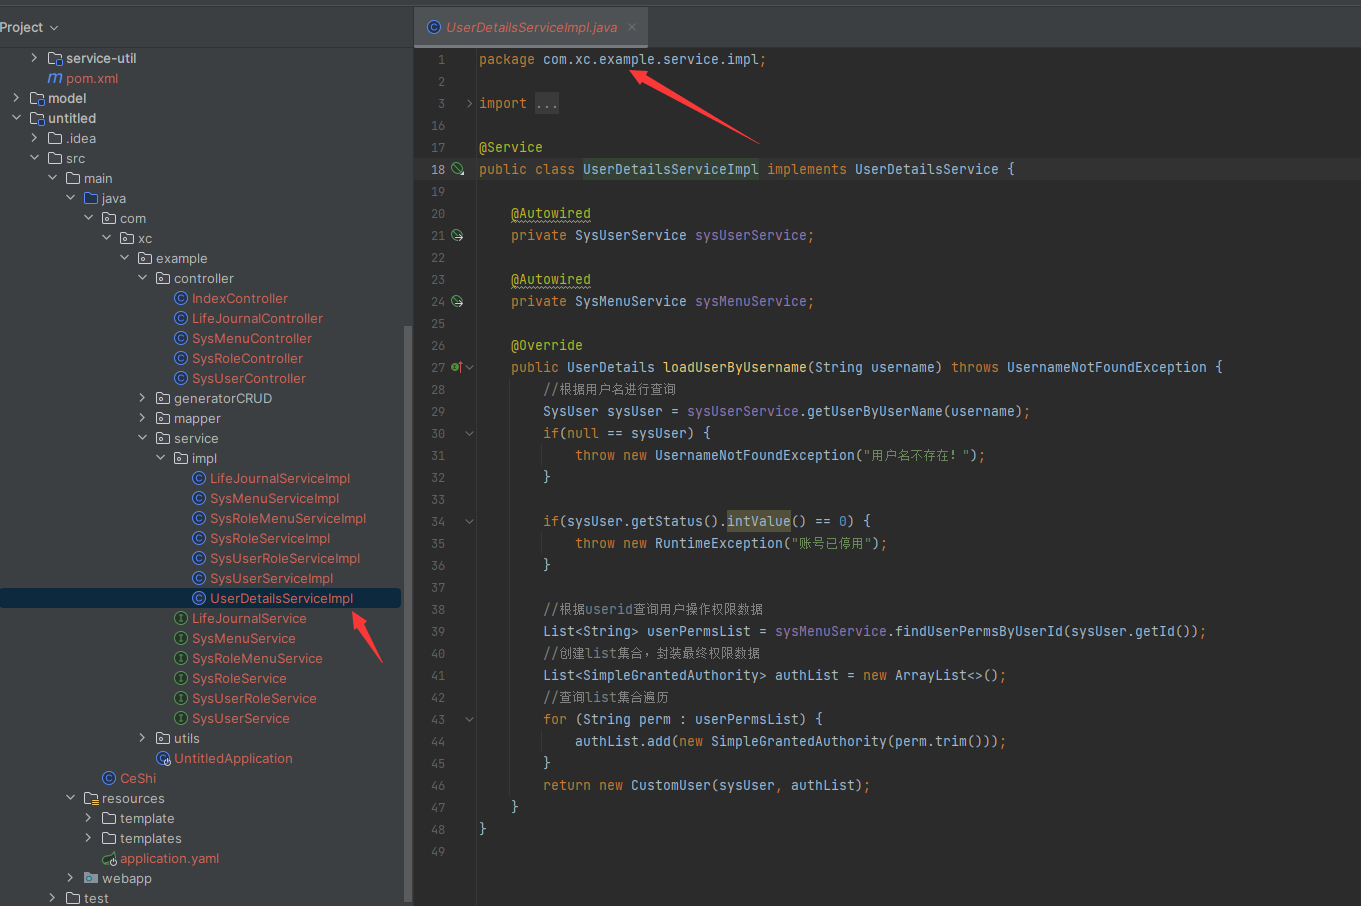 Project
service-util
pom.xml
model
untitled
.idea
src
main
java
com
xc
example
controller
IndexController
LifeJournalController
SysMenuController
SysRoleController
SysUserController
generatorCRUD
mapper
service
impl
LifeJournalServiceImpl
SysMenuServiceImpl
SysRoleMenuServiceImpl
SysRoleServiceImpl
SysUserRoleServiceImpl
SysUserServiceImpl
UserDetailsServiceImpl
LifeJournalService
SysMenuService
SysRoleMenuService
SysRoleService
SysUserRoleService
SysUserService
utils
UntitledApplication
CeShi
resources
template
templates
application.yaml
webapp
test
UserDetailsServiceImpl.java
1 package com.xc.example.service.impl;
2
3 import ...
16
17 @Service
18 public class UserDetailsServiceImpl implements UserDetailsService {
19
20 @Autowired
21 private SysUserService sysUserService;
22
23 @Autowired
24 private SysMenuService sysMenuService;
25
26 @Override
27 public UserDetails loadUserByUsername(String username) throws UsernameNotFoundException {
28 //根据用户名进行查询
29 SysUser sysUser = sysUserService.getUserByUserName(username);
30 if(null == sysUser) {
31 throw new UsernameNotFoundException("用户名不存在！");
32 }
33
34 if(sysUser.getStatus().intValue() == 0) {
35 throw new RuntimeException("账号已停用");
36 }
37
38 //根据userid查询用户操作权限数据
39 List<String> userPermsList = sysMenuService.findUserPermsByUserId(sysUser.getId());
40 //创建list集合，封装最终权限数据
41 List<SimpleGrantedAuthority> authList = new ArrayList<>();
42 //查询list集合遍历
43 for (String perm : userPermsList) {
44 authList.add(new SimpleGrantedAuthority(perm.trim()));
45 }
46 return new CustomUser(sysUser, authList);
47 }
48 }
49